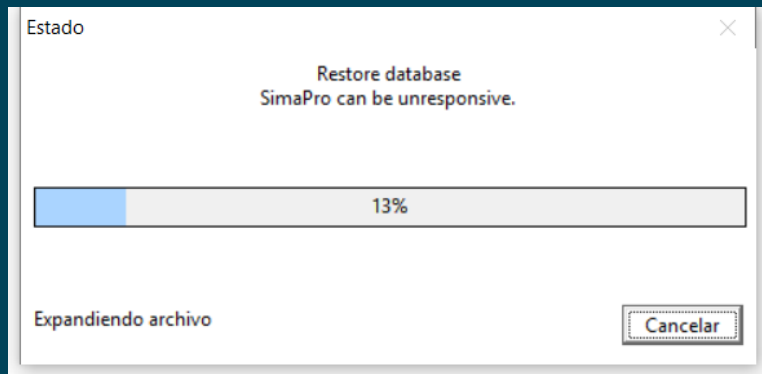 Estado
Restore database
SimaPro can be unresponsive.
13%
Expandiendo archivo
Cancelar